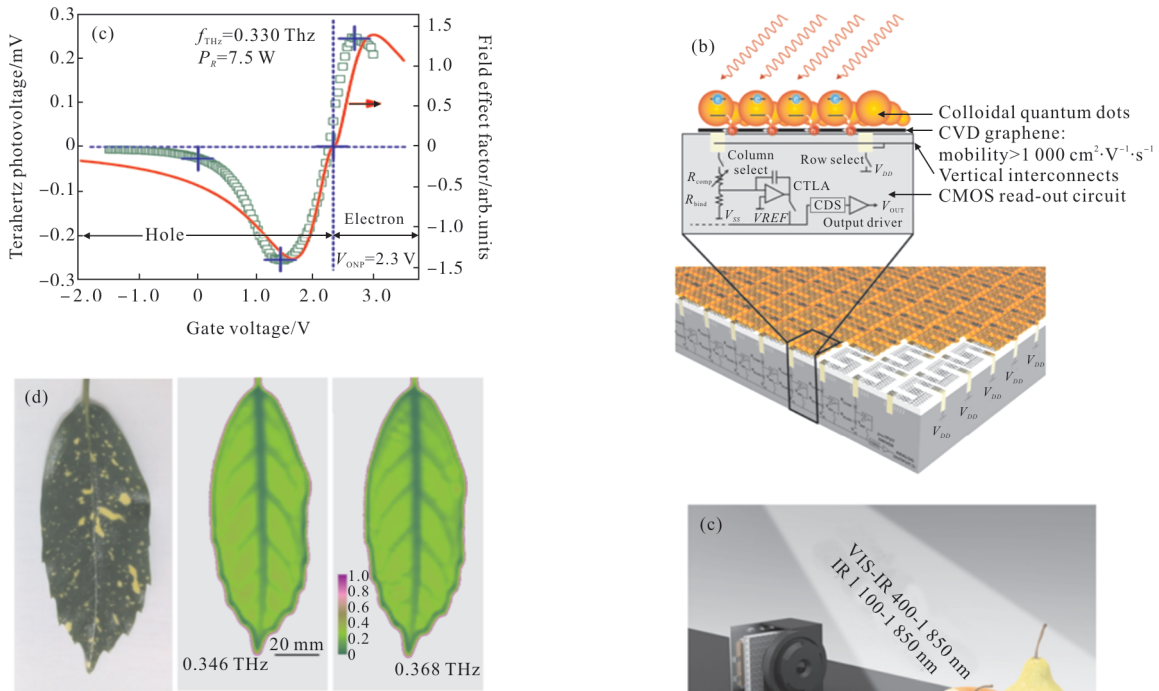 (c)
f_THz=0.330 Thz
P_R=7.5 W
0.3
0.2
0.1
0
−0.1
−0.2
−0.3
Terahertz photovoltage/mV
1.5
1.0
0.5
0
−0.5
−1.0
−1.5
Field effect factor/arb.units
Hole
Electron
V_ONP=2.3 V
−2.0 −1.0 0 1.0 2.0 3.0
Gate voltage/V
(b)
Colloidal quantum dots
CVD graphene:
mobility>1 000 cm²·V⁻¹·s⁻¹
Vertical interconnects
CMOS read-out circuit
Column
select
Row select
V_DD
R_comp
R_bind
CTLA
V_SS
VREF
CDS
V_OUT
Output driver
V_DD
V_DD
V_DD
V_DD
V_DD
(d)
0.346 THz
20 mm
1.0
0.8
0.6
0.4
0.2
0
0.368 THz
(c)
VIS-IR 400-1 850 nm
IR 1 100-1 850 nm